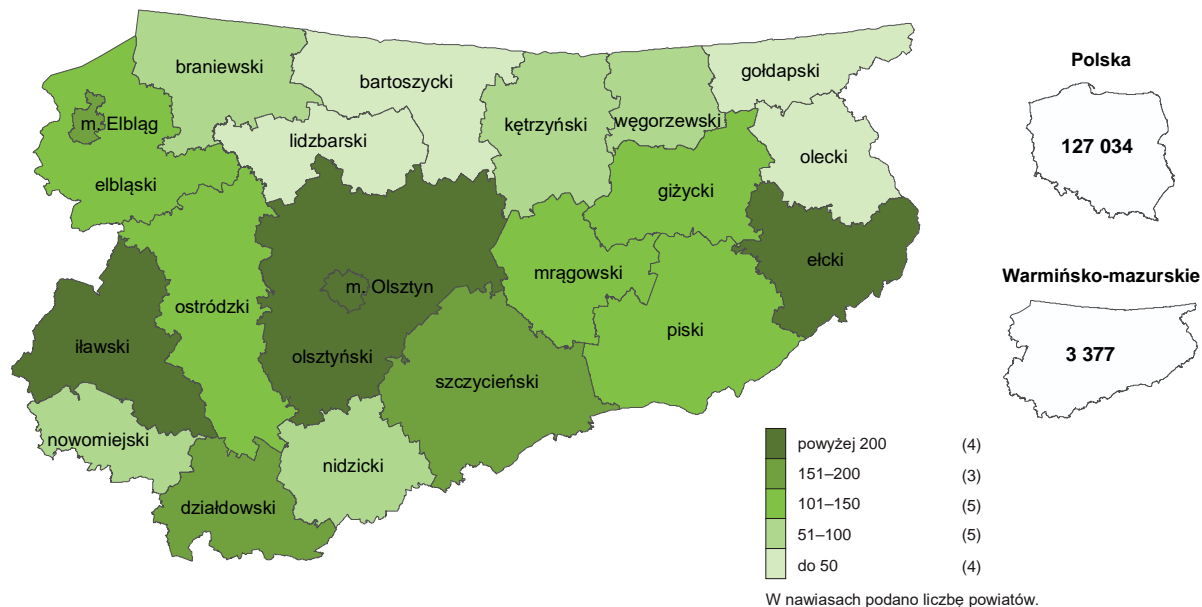 braniewski
bartoszycki
gołdapski
m. Elbląg
lidzbarski
kętrzyński
węgorzewski
olecki
elbląski
giżycki
ełcki
mrągowski
m. Olsztyn
ostródzki
piski
iławski
olsztyński
szczycieński
nowomiejski
nidzicki
działdowski
Polska
127 034
Warmińsko-mazurskie
3 377
powyżej 200 (4)
151–200 (3)
101–150 (5)
51–100 (5)
do 50 (4)
W nawiasach podano liczbę powiatów.